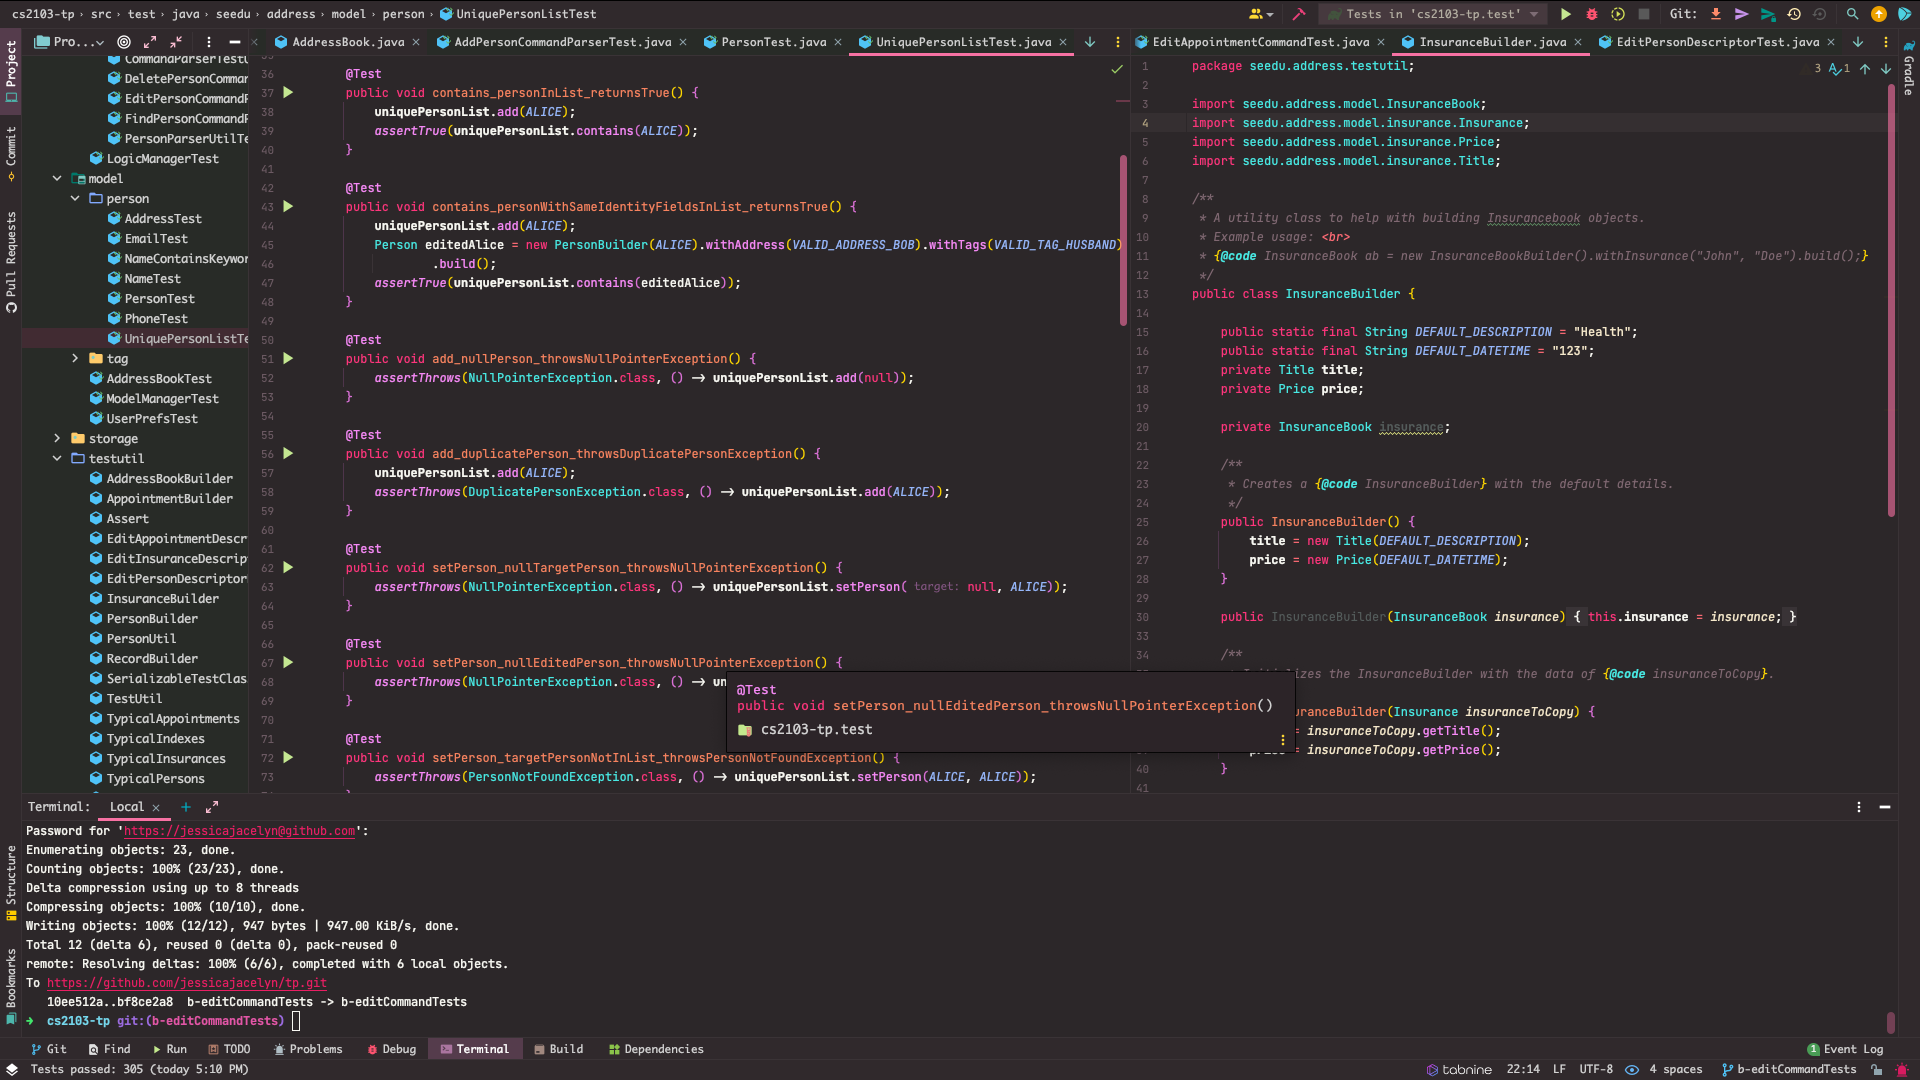 cs2103-tp › src › test › java › seedu › address › model › person › UniquePersonListTest
Tests in 'cs2103-tp.test'
Git:
Pro...
AddressBook.java
AddPersonCommandParserTest.java
PersonTest.java
UniquePersonListTest.java
EditAppointmentCommandTest.java
InsuranceBuilder.java
EditPersonDescriptorTest.java
Project
Commit
Pull Requests
Structure
Bookmarks
Gradle
DeletePersonComman
EditPersonCommandP
FindPersonCommandP
PersonParserUtilTe
LogicManagerTest
model
person
AddressTest
EmailTest
NameContainsKeywor
NameTest
PersonTest
PhoneTest
UniquePersonListTe
tag
AddressBookTest
ModelManagerTest
UserPrefsTest
storage
testutil
AddressBookBuilder
AppointmentBuilder
Assert
EditAppointmentDescr
EditInsuranceDescrip
EditPersonDescriptor
InsuranceBuilder
PersonBuilder
PersonUtil
RecordBuilder
SerializableTestClas
TestUtil
TypicalAppointments
TypicalIndexes
TypicalInsurances
TypicalPersons
36 @Test
37 public void contains_personInList_returnsTrue() {
38 uniquePersonList.add(ALICE);
39 assertTrue(uniquePersonList.contains(ALICE));
40 }
41
42 @Test
43 public void contains_personWithSameIdentityFieldsInList_returnsTrue() {
44 uniquePersonList.add(ALICE);
45 Person editedAlice = new PersonBuilder(ALICE).withAddress(VALID_ADDRESS_BOB).withTags(VALID_TAG_HUSBAND)
46 .build();
47 assertTrue(uniquePersonList.contains(editedAlice));
48 }
49
50 @Test
51 public void add_nullPerson_throwsNullPointerException() {
52 assertThrows(NullPointerException.class, () -> uniquePersonList.add(null));
53 }
54
55 @Test
56 public void add_duplicatePerson_throwsDuplicatePersonException() {
57 uniquePersonList.add(ALICE);
58 assertThrows(DuplicatePersonException.class, () -> uniquePersonList.add(ALICE));
59 }
60
61 @Test
62 public void setPerson_nullTargetPerson_throwsNullPointerException() {
63 assertThrows(NullPointerException.class, () -> uniquePersonList.setPerson( target: null, ALICE));
64 }
65
66 @Test
67 public void setPerson_nullEditedPerson_throwsNullPointerException() {
68 assertThrows(NullPointerException.class, () -> un
69 }
70
71 @Test
72 public void setPerson_targetPersonNotInList_throwsPersonNotFoundException() {
73 assertThrows(PersonNotFoundException.class, () -> uniquePersonList.setPerson(ALICE, ALICE));
@Test
public void setPerson_nullEditedPerson_throwsNullPointerException()
cs2103-tp.test
3 1
1 package seedu.address.testutil;
2
3 import seedu.address.model.InsuranceBook;
4 import seedu.address.model.insurance.Insurance;
5 import seedu.address.model.insurance.Price;
6 import seedu.address.model.insurance.Title;
7
8 /**
9 * A utility class to help with building Insurancebook objects.
10 * Example usage: <br>
11 * {@code InsuranceBook ab = new InsuranceBookBuilder().withInsurance("John", "Doe").build();}
12 */
13 public class InsuranceBuilder {
14
15 public static final String DEFAULT_DESCRIPTION = "Health";
16 public static final String DEFAULT_DATETIME = "123";
17 private Title title;
18 private Price price;
19
20 private InsuranceBook insurance;
21
22 /**
23 * Creates a {@code InsuranceBuilder} with the default details.
24 */
25 public InsuranceBuilder() {
26 title = new Title(DEFAULT_DESCRIPTION);
27 price = new Price(DEFAULT_DATETIME);
28 }
29
30 public InsuranceBuilder(InsuranceBook insurance) { this.insurance = insurance; }
33
34 /**
izes the InsuranceBuilder with the data of {@code insuranceToCopy}.
uranceBuilder(Insurance insuranceToCopy) {
= insuranceToCopy.getTitle();
= insuranceToCopy.getPrice();
40 }
41
Terminal: Local
Password for 'https://jessicajacelyn@github.com':
Enumerating objects: 23, done.
Counting objects: 100% (23/23), done.
Delta compression using up to 8 threads
Compressing objects: 100% (10/10), done.
Writing objects: 100% (12/12), 947 bytes | 947.00 KiB/s, done.
Total 12 (delta 6), reused 0 (delta 0), pack-reused 0
remote: Resolving deltas: 100% (6/6), completed with 6 local objects.
To https://github.com/jessicajacelyn/tp.git
10ee512a..bf8ce2a8 b-editCommandTests -> b-editCommandTests
→ cs2103-tp git:(b-editCommandTests)
Git Find Run TODO Problems Debug Terminal Build Dependencies
1 Event Log
Tests passed: 305 (today 5:10 PM)
tabnine 22:14 LF UTF-8 4 spaces b-editCommandTests